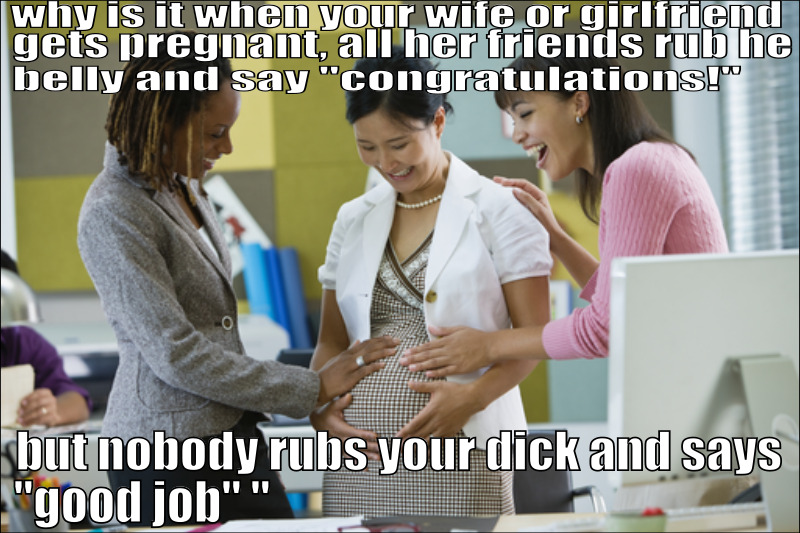 why is it when your wife or girlfriend
gets pregnant, all her friends rub he
belly and say "congratulations!"
but nobody rubs your dick and says
"good job" "